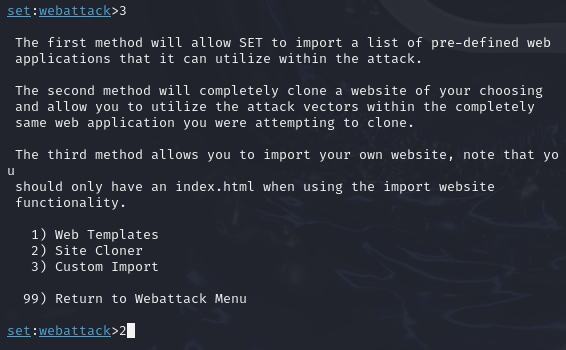 set:webattack>3
The first method will allow SET to import a list of pre-defined web
applications that it can utilize within the attack.
The second method will completely clone a website of your choosing
and allow you to utilize the attack vectors within the completely
same web application you were attempting to clone.
The third method allows you to import your own website, note that yo
u
should only have an index.html when using the import website
functionality.
1) Web Templates
2) Site Cloner
3) Custom Import
99) Return to Webattack Menu
set:webattack>2